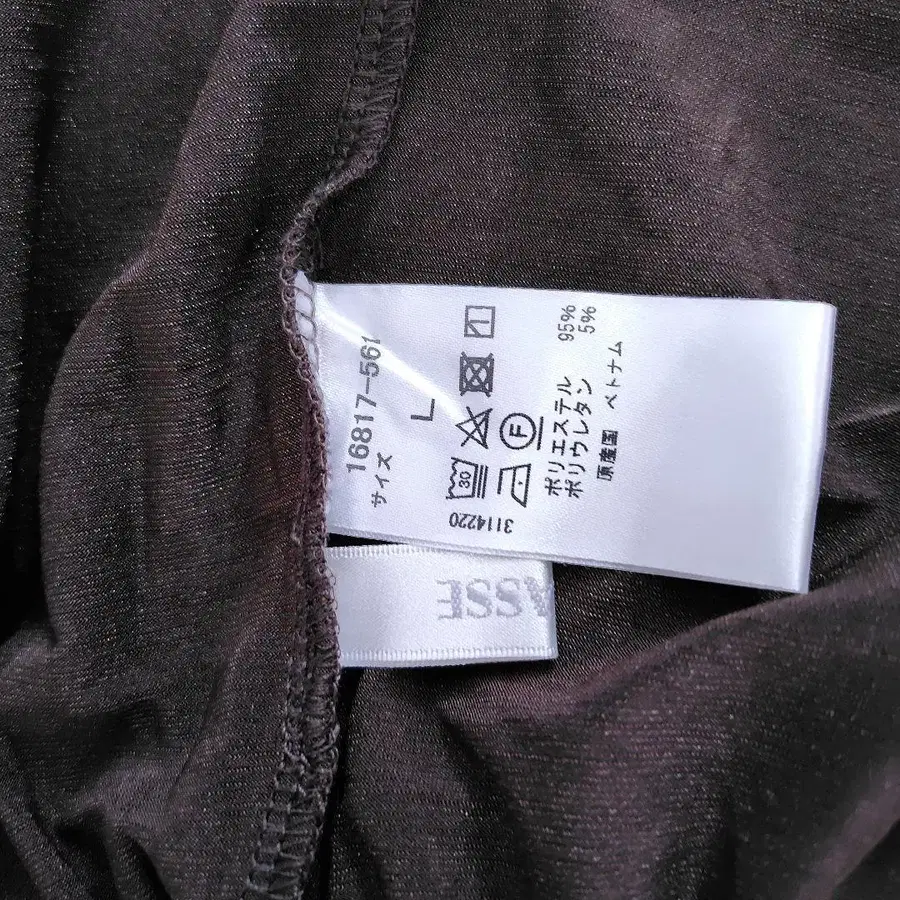 16817-561
サイズ
L
30
F
ポリエステル 95%
ポリウレタン 5%
原産国 ベトナム
3114220